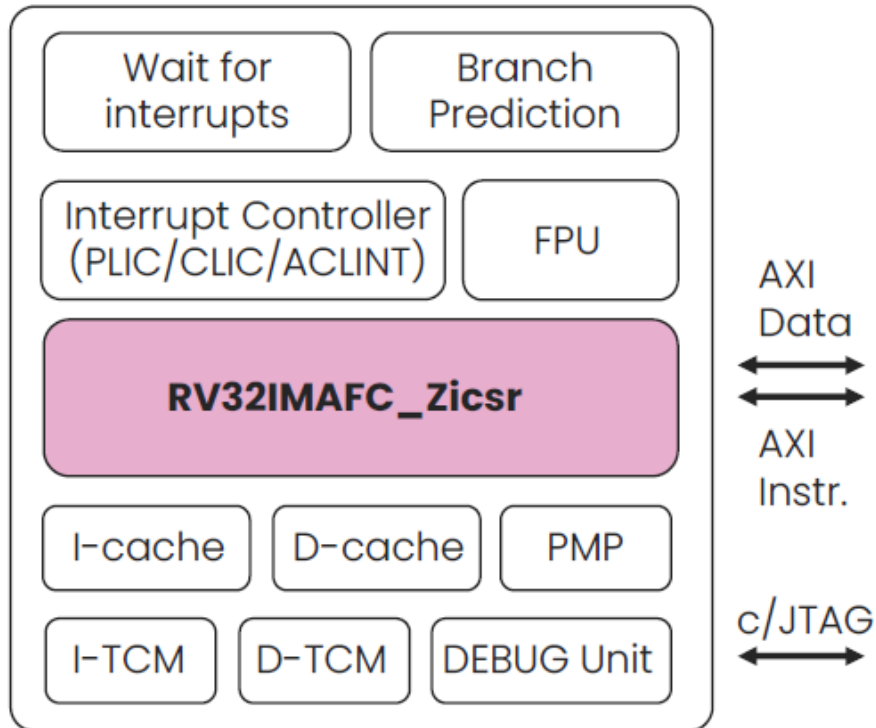 Wait for
interrupts
Branch
Prediction
Interrupt Controller
(PLIC/CLIC/ACLINT)
FPU
AXI
Data
RV32IMAFC_Zicsr
AXI
Instr.
I-cache
D-cache
PMP
I-TCM
D-TCM
DEBUG Unit
c/JTAG